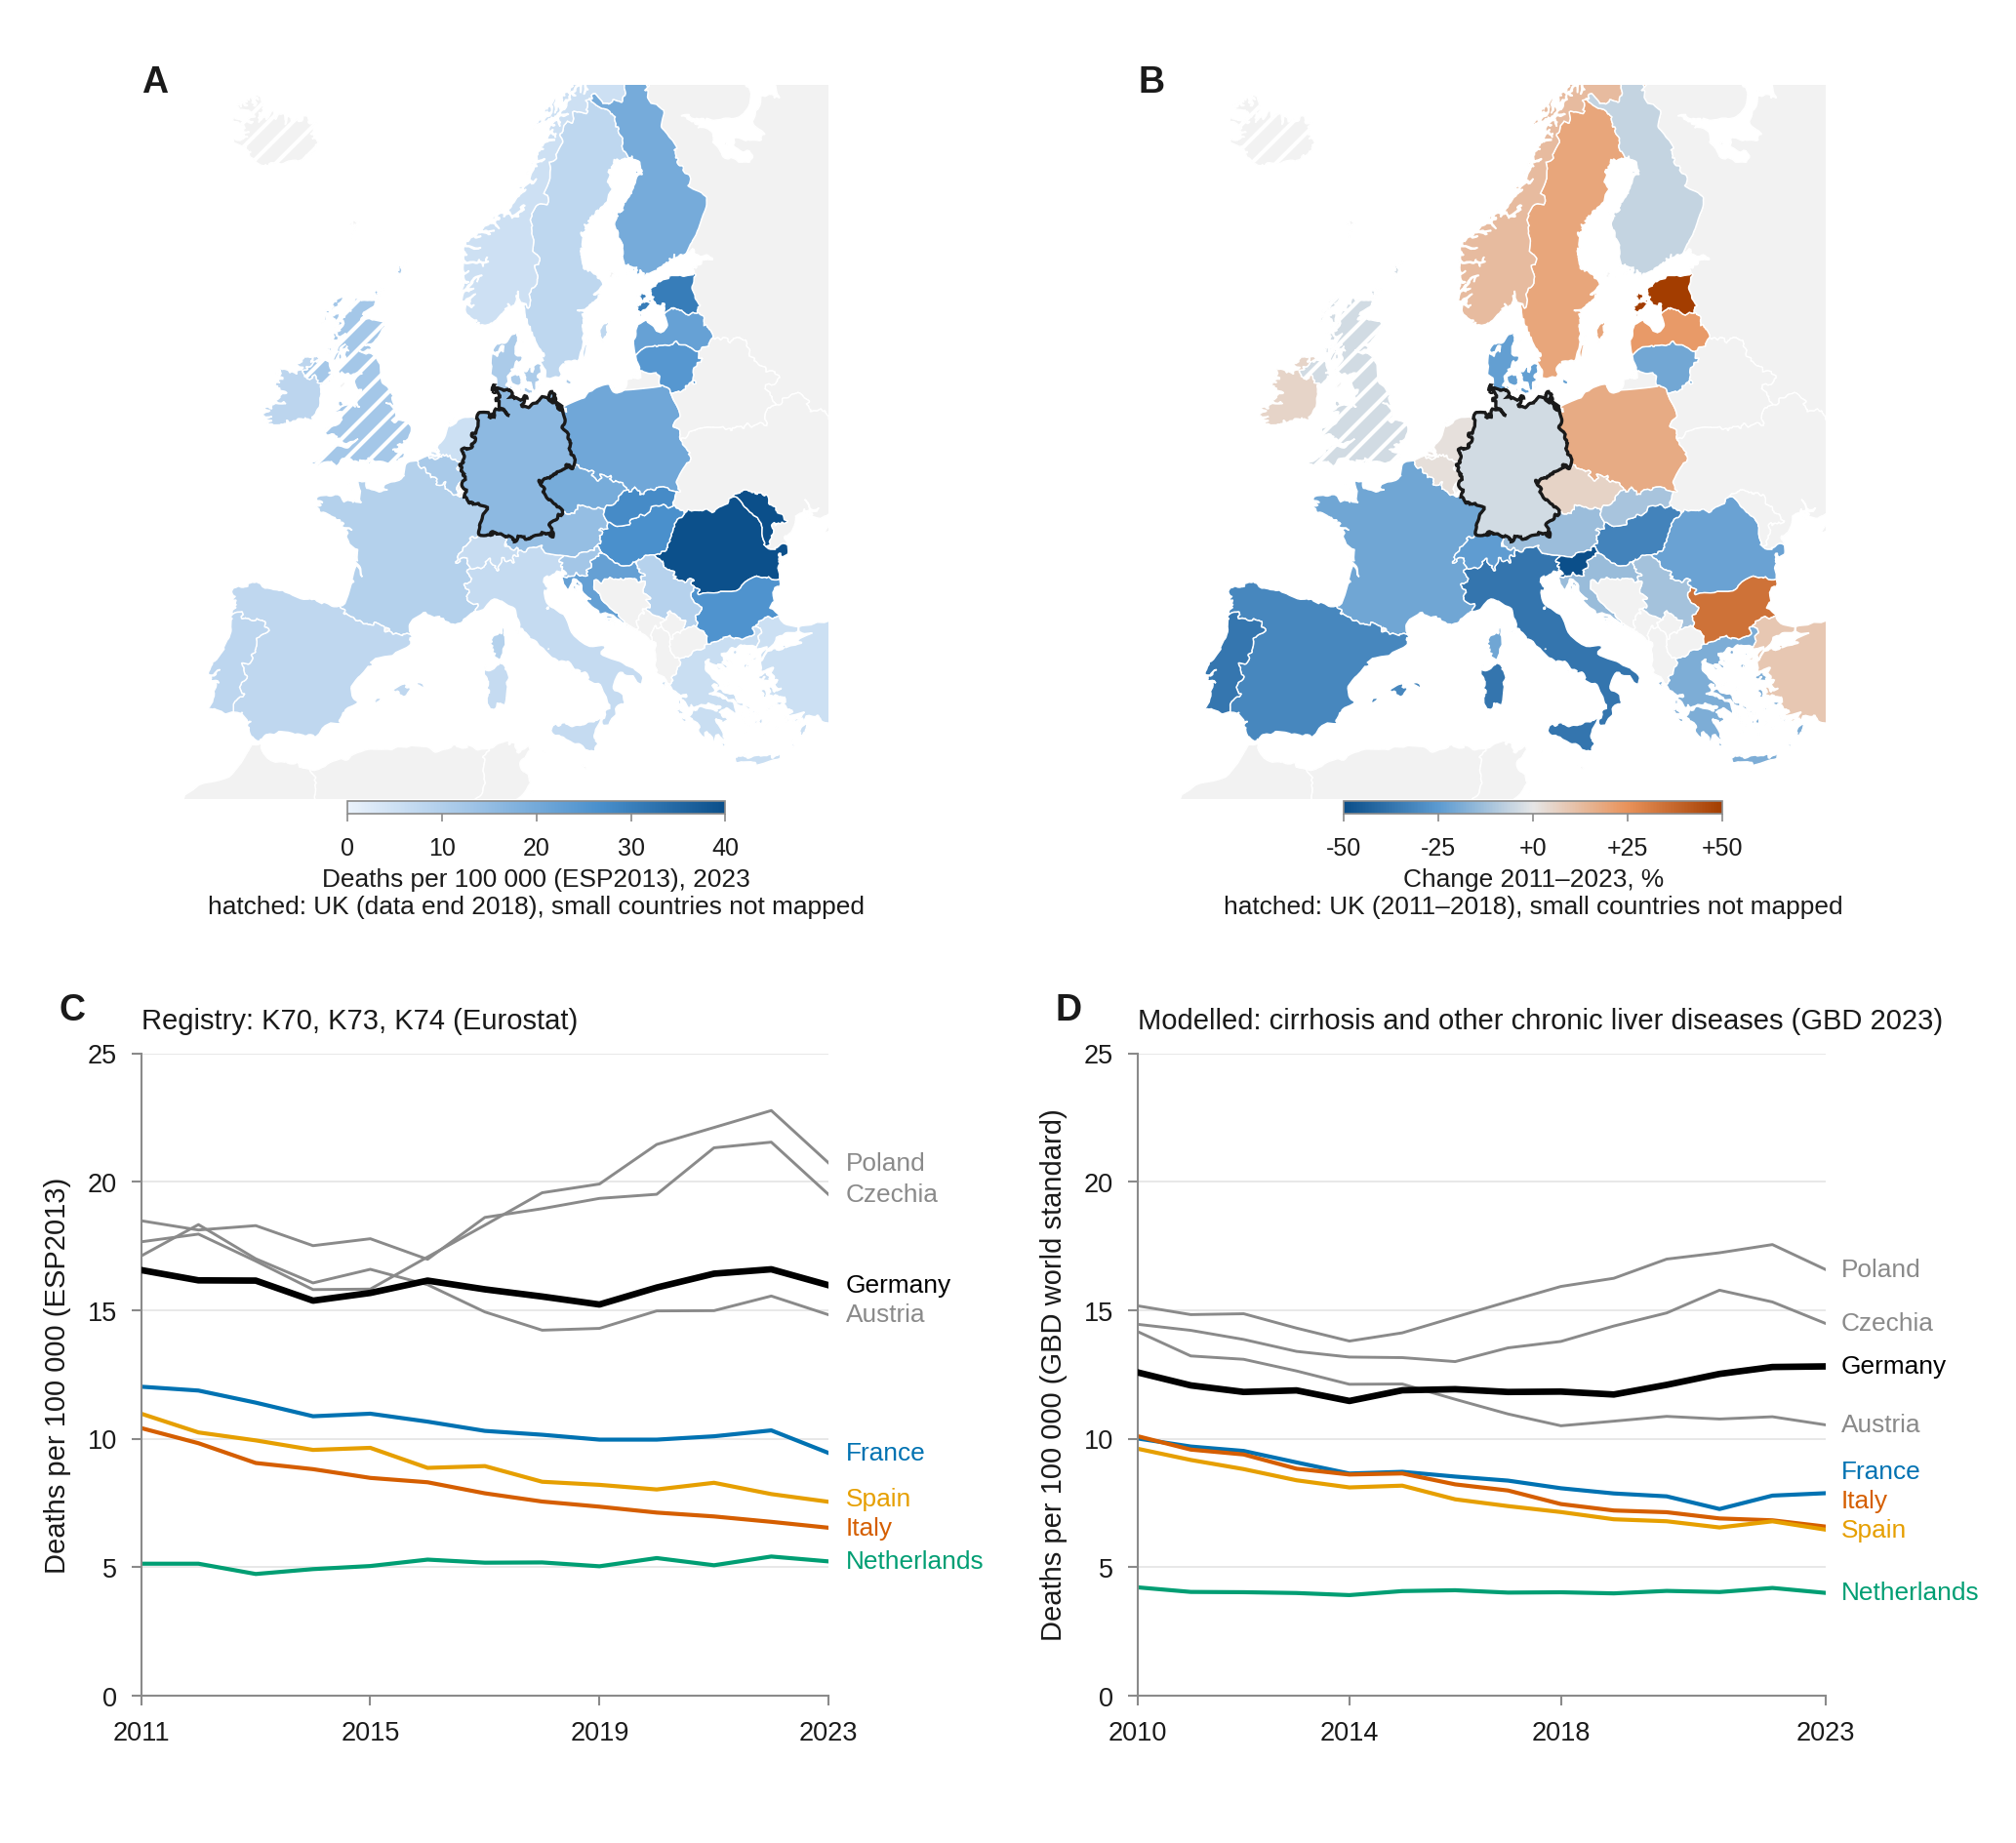 A
0 10 20 30 40
Deaths per 100 000 (ESP2013), 2023
hatched: UK (data end 2018), small countries not mapped
B
-50 -25 +0 +25 +50
Change 2011–2023, %
hatched: UK (2011–2018), small countries not mapped
C
Registry: K70, K73, K74 (Eurostat)
Deaths per 100 000 (ESP2013)
25
20
15
10
5
0
2011 2015 2019 2023
Poland
Czechia
Germany
Austria
France
Spain
Italy
Netherlands
D
Modelled: cirrhosis and other chronic liver diseases (GBD 2023)
Deaths per 100 000 (GBD world standard)
25
20
15
10
5
0
2010 2014 2018 2023
Poland
Czechia
Germany
Austria
France
Italy
Spain
Netherlands